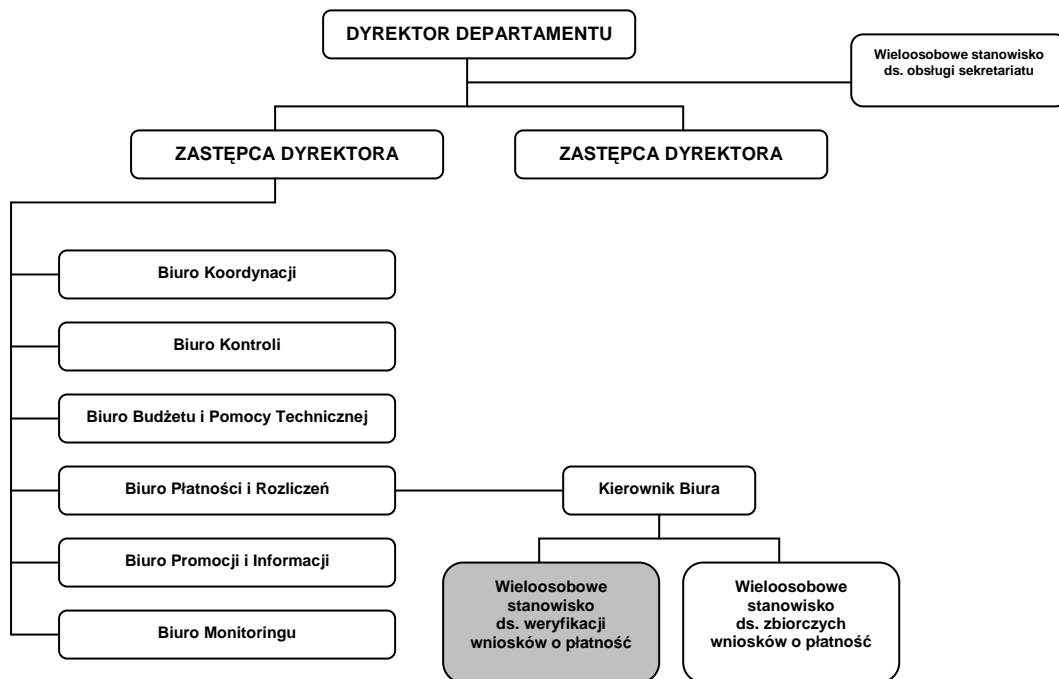 DYREKTOR DEPARTAMENTU
Wieloosobowe stanowisko
ds. obsługi sekretariatu
ZASTĘPCA DYREKTORA
ZASTĘPCA DYREKTORA
Biuro Koordynacji
Biuro Kontroli
Biuro Budżetu i Pomocy Technicznej
Biuro Płatności i Rozliczeń
Kierownik Biura
Biuro Promocji i Informacji
Biuro Monitoringu
Wieloosobowe
stanowisko
ds. weryfikacji
wniosków o płatność
Wieloosobowe
stanowisko
ds. zbiorczych
wniosków o płatność